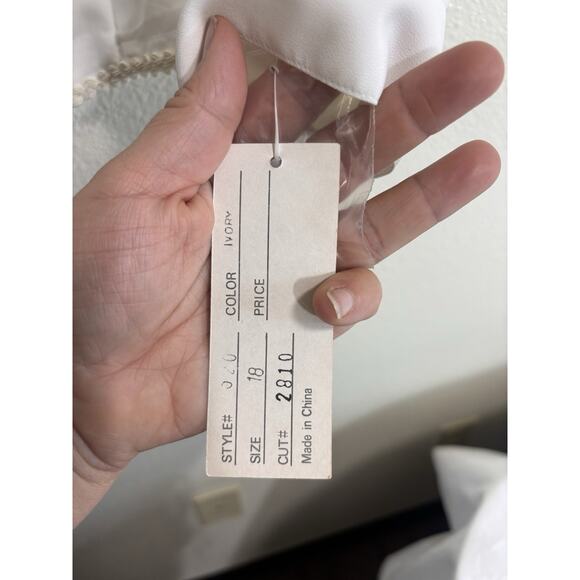 STYLE# COLOR IVORY
SIZE 18 PRICE
CUT# 2810
Made in China